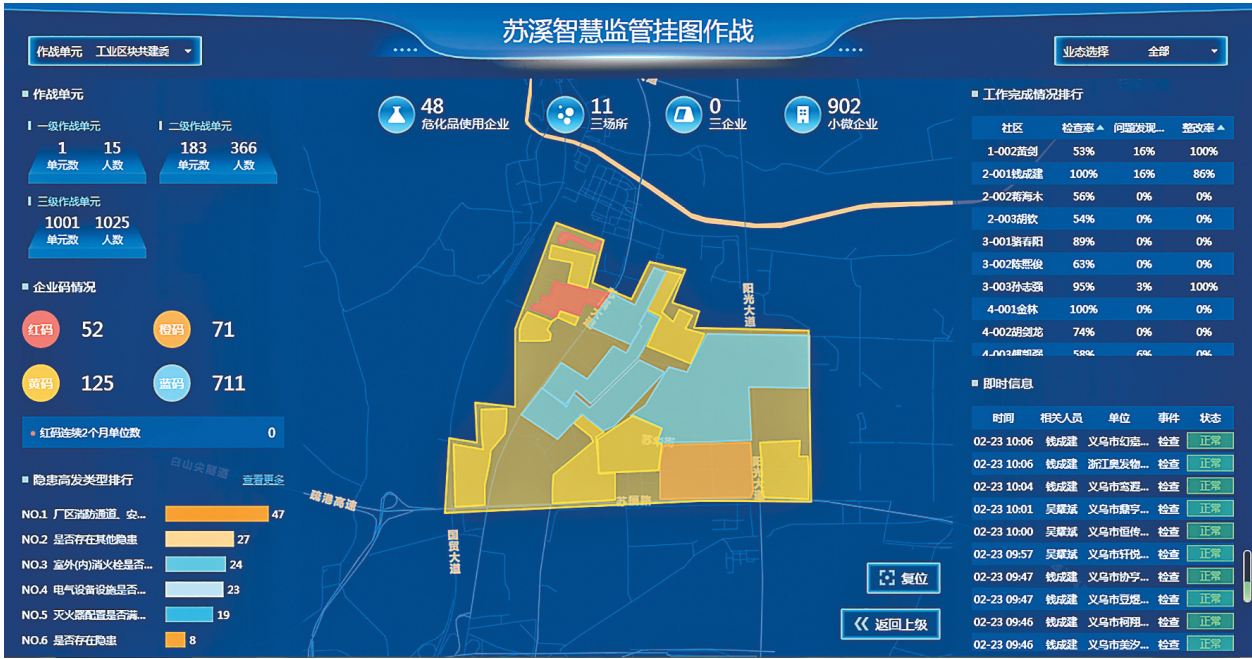 苏溪智慧监管挂图作战
作战单元 工业区块共建委
业态选择 全部
作战单元
一级作战单元
1 15
单元数 人数
二级作战单元
183 366
单元数 人数
三级作战单元
1001 1025
单元数 人数
企业码情况
红码 52
橙码 71
黄码 125
蓝码 711
红码连续2个月单位数 0
隐患高发类型排行 查看更多
NO.1 厂区消防通道、安... 47
NO.2 是否存在其他隐患 27
NO.3 室外(内)消火栓是否... 24
NO.4 电气设备设施是否... 23
NO.5 灭火器配置是否满... 19
NO.6 是否存在隐患 8
48
危化品使用企业
11
三场所
0
三企业
902
小微企业
阳光大道
苏华街
阳光大道
苏福路
白山尖隧道
疏港高速
国贸大道
复位
返回上级
工作完成情况排行
社区 检查率 问题发现... 整改率
1-002黄剑 53% 16% 100%
2-001钱成建 100% 16% 86%
2-002蒋海木 56% 0% 0%
2-003胡钦 54% 0% 0%
3-001骆春阳 89% 0% 0%
3-002陈熙俊 63% 0% 0%
3-003孙志强 95% 3% 100%
4-001金林 100% 0% 0%
4-002胡剑龙 74% 0% 0%
4-003 58% 6% 0%
即时信息
时间 相关人员 单位 事件 状态
02-23 10:06 钱成建 义乌市幻造... 检查 正常
02-23 10:06 钱成建 浙江奥发物... 检查 正常
02-23 10:04 钱成建 义乌市 检查 正常
02-23 10:01 吴耀斌 义乌市 检查 正常
02-23 10:00 吴耀斌 义乌市恒传... 检查 正常
02-23 09:57 吴耀斌 义乌市轩悦... 检查 正常
02-23 09:47 钱成建 义乌市协亨... 检查 正常
02-23 09:47 钱成建 义乌市豆煜... 检查 正常
02-23 09:46 钱成建 义乌市柯翔... 检查 正常
02-23 09:46 钱成建 义乌市美汐... 检查 正常